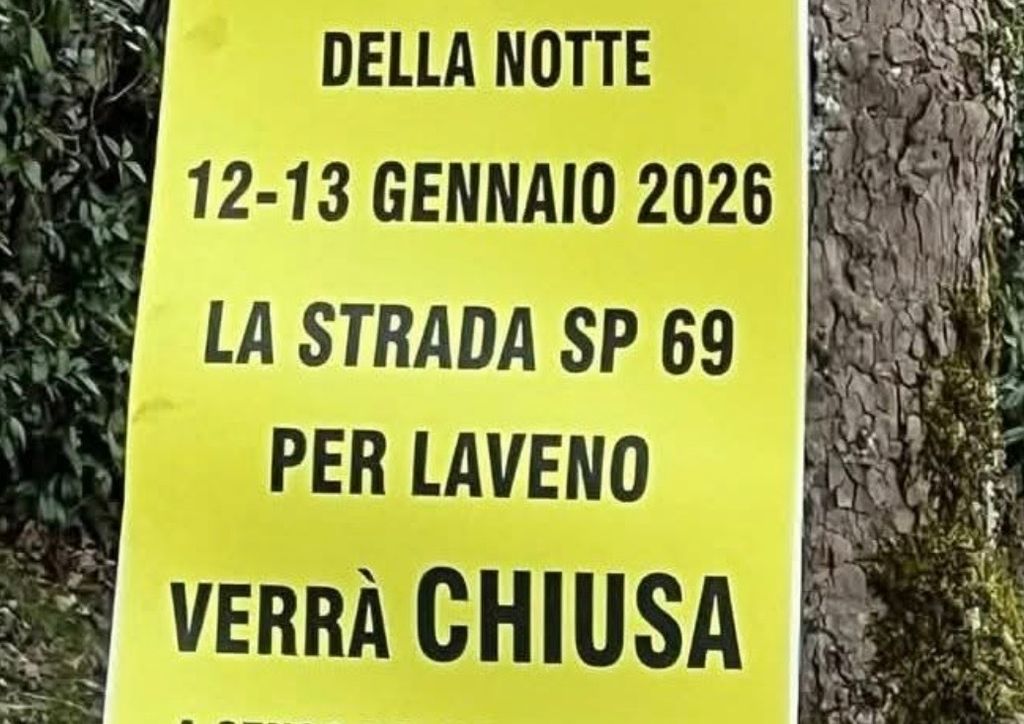 DELLA NOTTE
12-13 GENNAIO 2026
LA STRADA SP 69
PER LAVENO
VERRÀ CHIUSA